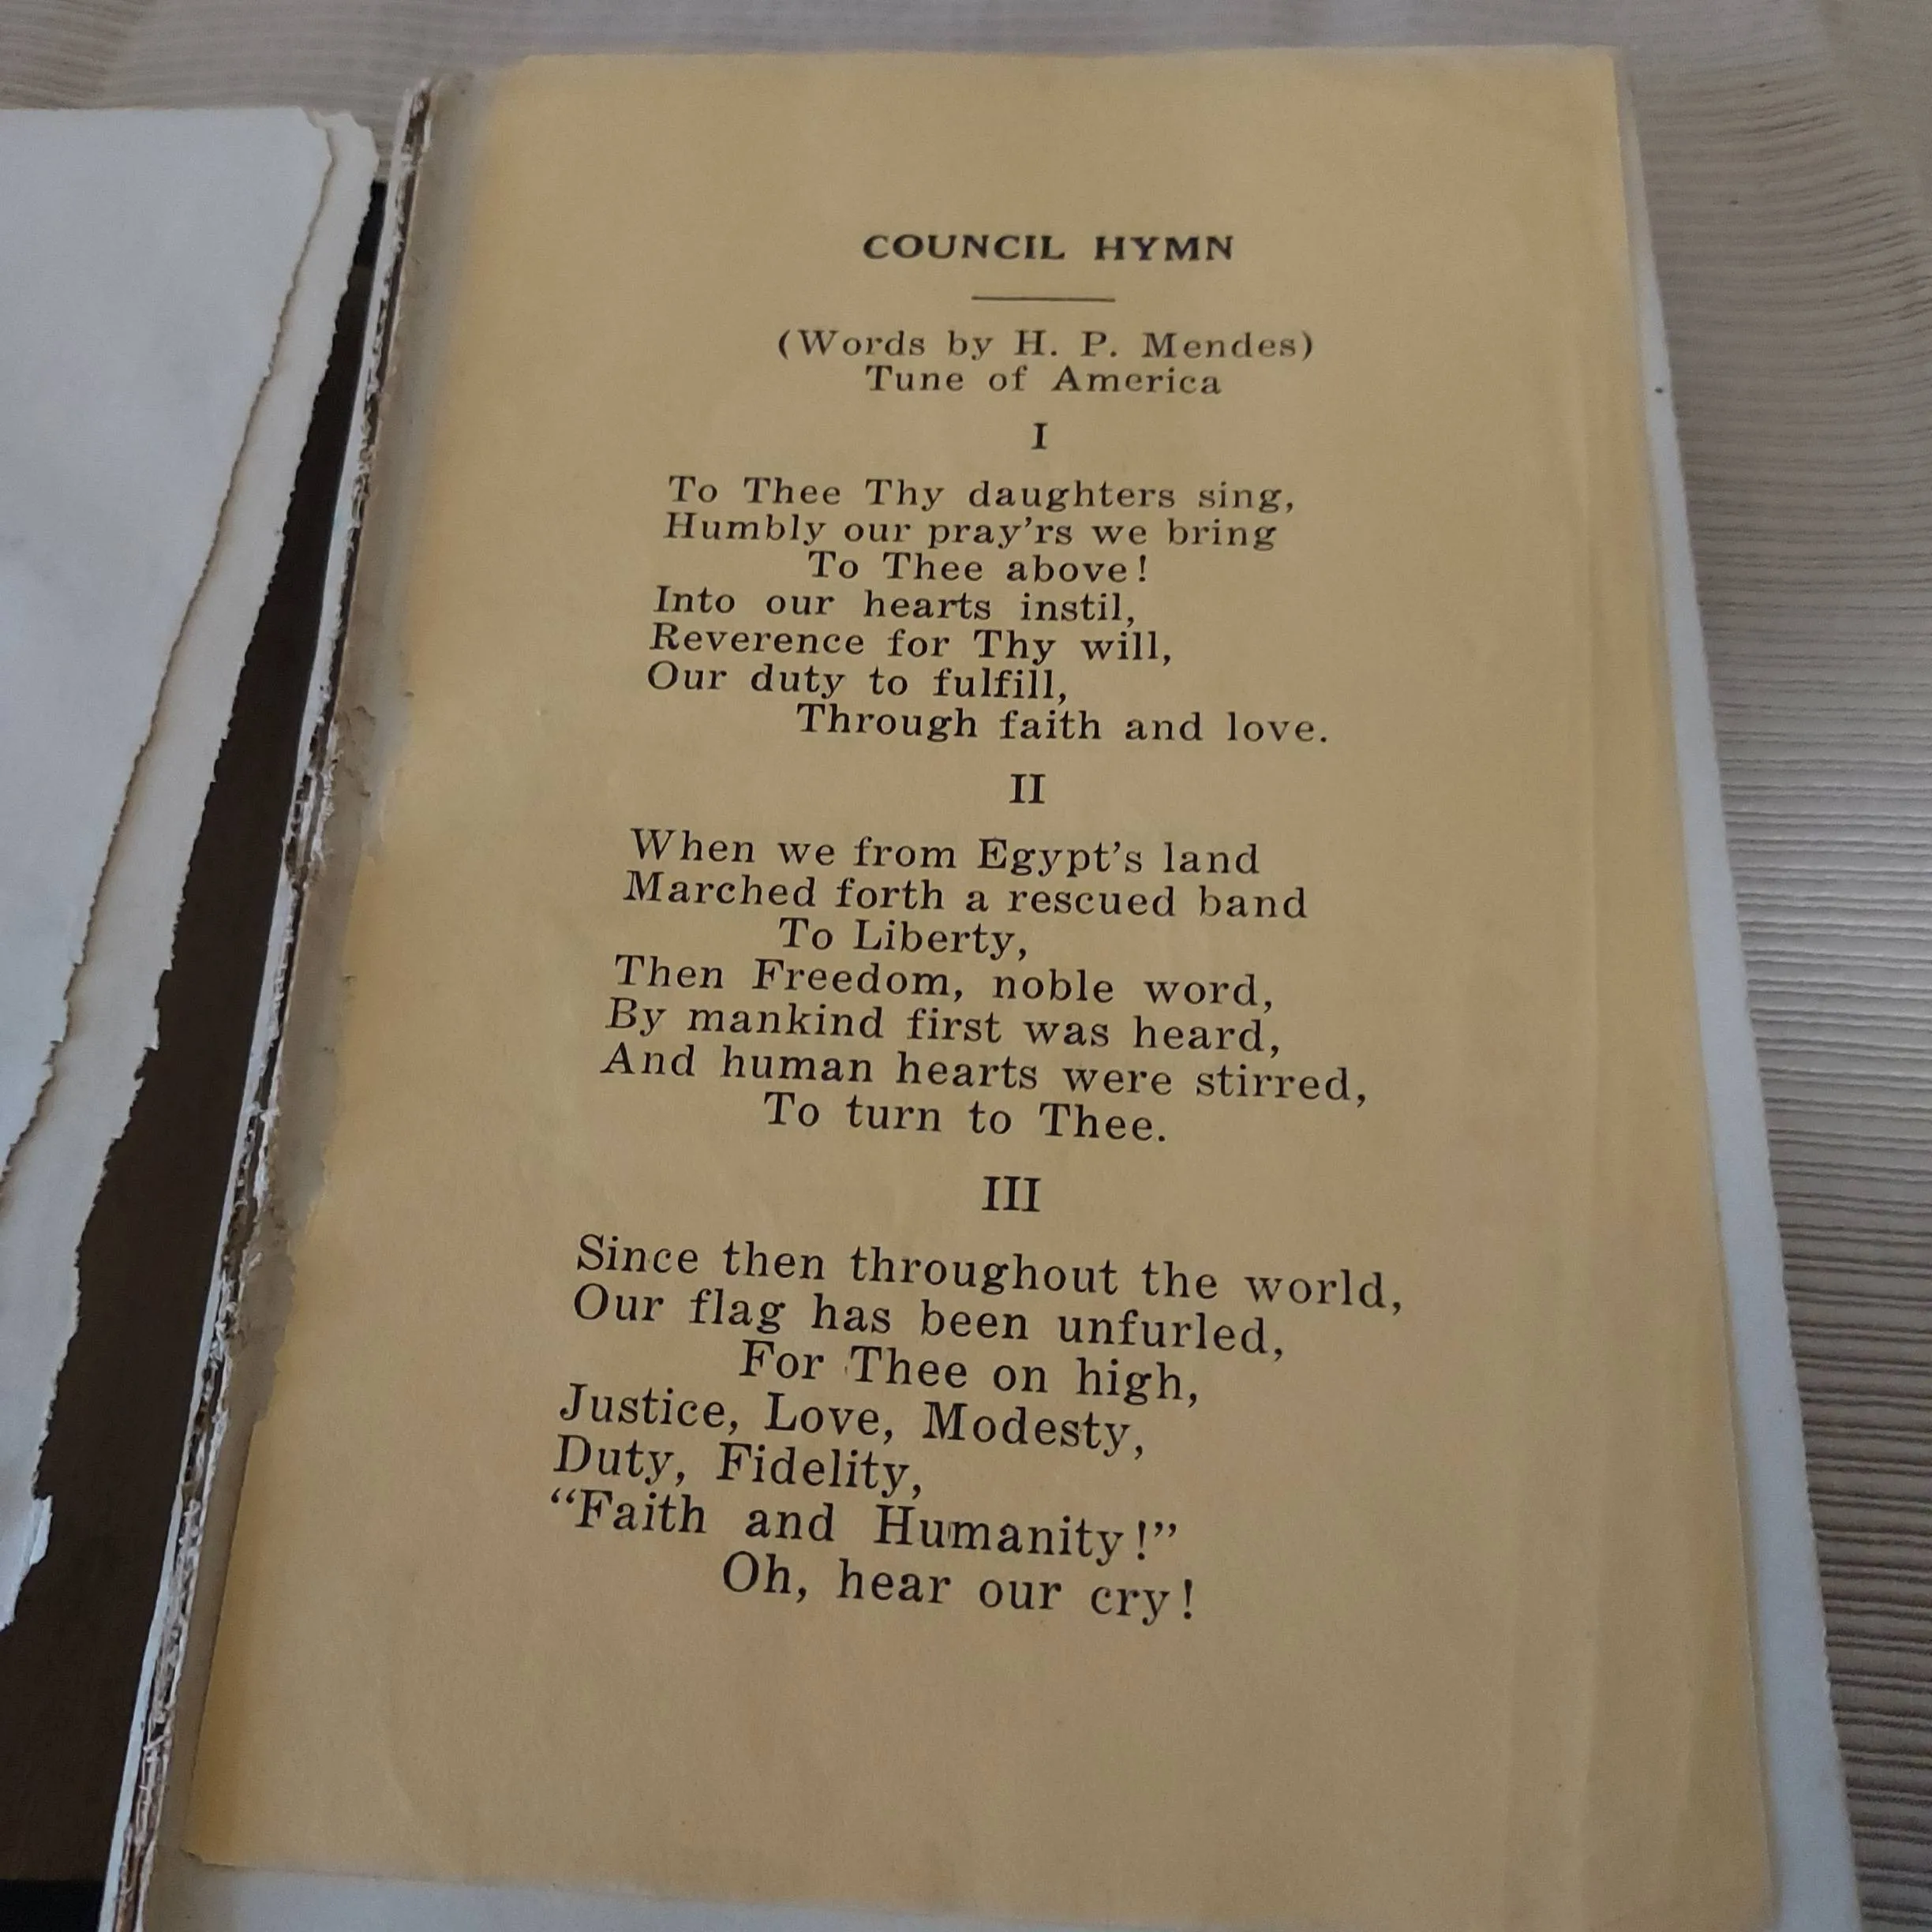 COUNCIL HYMN
(Words by H. P. Mendes)
Tune of America
I
To Thee Thy daughters sing,
Humbly our pray'rs we bring
To Thee above!
Into our hearts instil,
Reverence for Thy will,
Our duty to fulfill,
Through faith and love.
II
When we from Egypt's land
Marched forth a rescued band
To Liberty,
Then Freedom, noble word,
By mankind first was heard,
And human hearts were stirred,
To turn to Thee.
III
Since then throughout the world,
Our flag has been unfurled,
For Thee on high,
Justice, Love, Modesty,
Duty, Fidelity,
“Faith and Humanity!”
Oh, hear our cry!